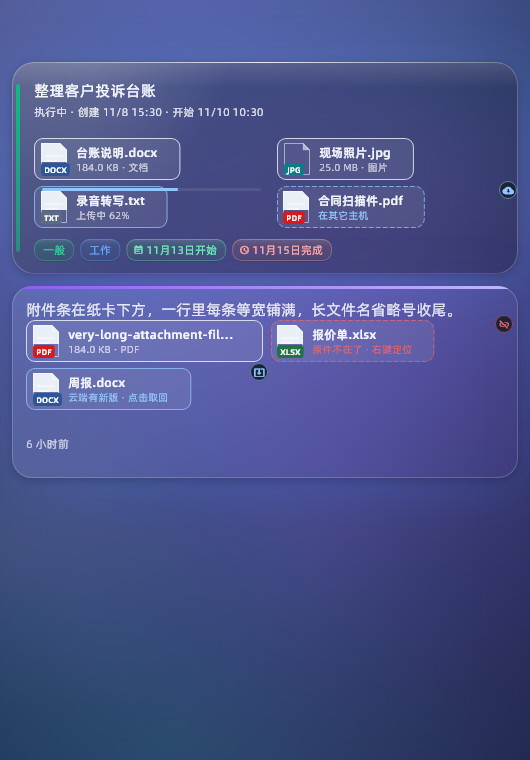 整理客户投诉台账
执行中 · 创建 11/8 15:30 · 开始 11/10 10:30
DOCX 台账说明.docx
184.0 KB · 文档
JPG 现场照片.jpg
25.0 MB · 图片
TXT 录音转写.txt
上传中 62%
PDF 合同扫描件.pdf
在其它主机
一般 工作 11月13日开始 11月15日完成
附件条在纸卡下方，一行里每条等宽铺满，长文件名省略号收尾。
PDF very-long-attachment-fil...
184.0 KB · PDF
XLSX 报价单.xlsx
原件不在了 · 右键定位
DOCX 周报.docx
云端有新版 · 点击取回
6 小时前